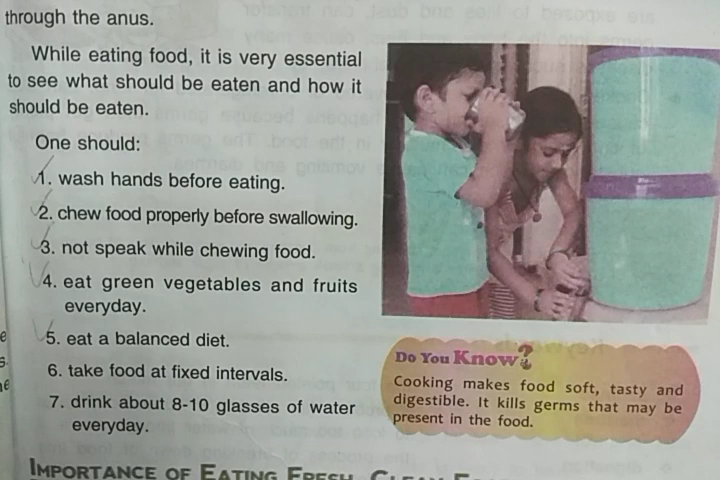 through the anus.
While eating food, it is very essential
to see what should be eaten and how it
should be eaten.
One should:
1. wash hands before eating.
2. chew food properly before swallowing.
3. not speak while chewing food.
4. eat green vegetables and fruits
everyday.
5. eat a balanced diet.
6. take food at fixed intervals.
7. drink about 8-10 glasses of water
everyday.
Do You Know?
Cooking makes food soft, tasty and
digestible. It kills germs that may be
present in the food.
IMPORTANCE OF EATING FRESH, CLEAN